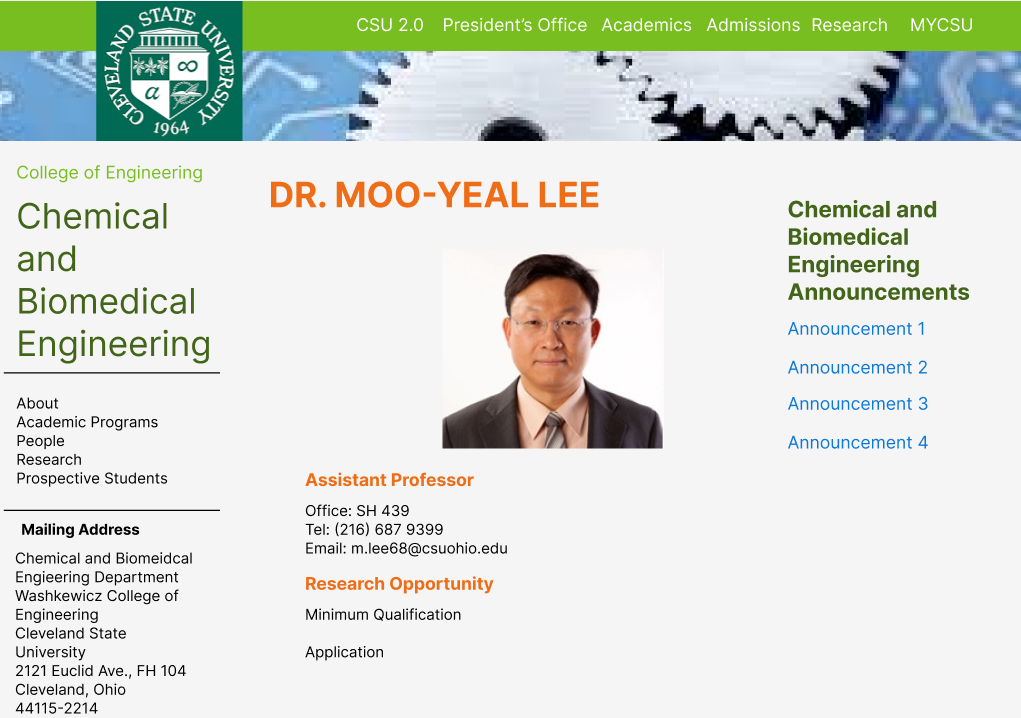 CLEVELAND STATE UNIVERSITY
a
1964
CSU 2.0 President’s Office Academics Admissions Research MYCSU
College of Engineering
Chemical
and
Biomedical
Engineering
About
Academic Programs
People
Research
Prospective Students
Mailing Address
Chemical and Biomeidcal
Engieering Department
Washkewicz College of
Engineering
Cleveland State
University
2121 Euclid Ave., FH 104
Cleveland, Ohio
44115-2214
DR. MOO-YEAL LEE
Assistant Professor
Office: SH 439
Tel: (216) 687 9399
Email: m.lee68@csuohio.edu
Research Opportunity
Minimum Qualification
Application
Chemical and
Biomedical
Engineering
Announcements
Announcement 1
Announcement 2
Announcement 3
Announcement 4